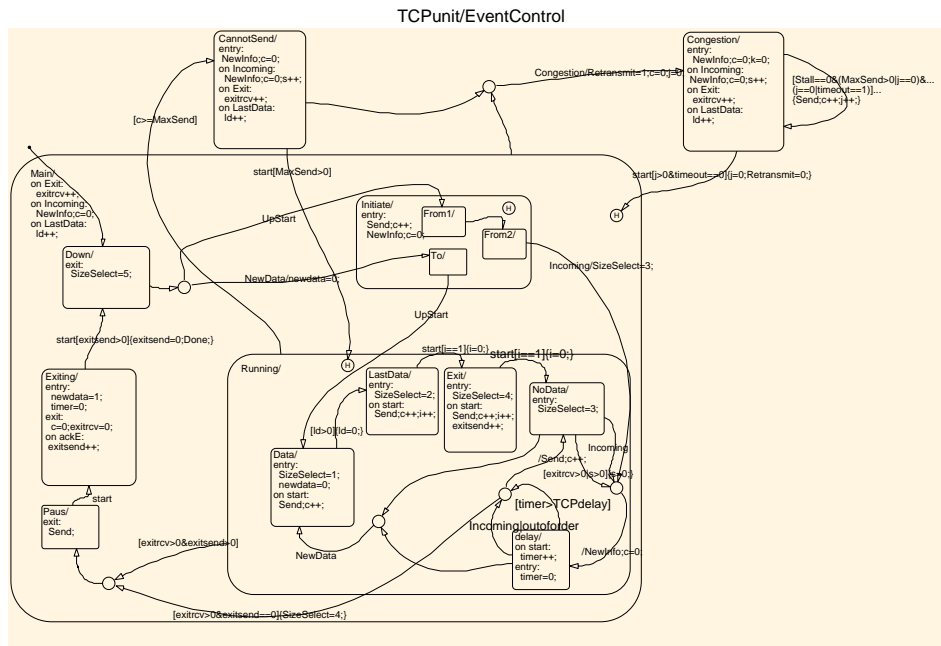 TCPunit/EventControl
CannotSend/
entry:
NewInfo;c=0;
on Incoming:
NewInfo;c=0;s++;
on Exit:
exitrcv++;
on LastData:
ld++;
Congestion/
entry:
NewInfo;c=0;k=0;
on Incoming:
NewInfo;c=0;s++;
on Exit:
exitrcv++;
on LastData:
ld++;
Congestion/Retransmit=1;c=0;j=0;
[Stall==0&(MaxSend>0|j==0)&...
(j==0|timeout==1)]...
{Send;c++;j++;}
[c>=MaxSend]
start[MaxSend>0]
start[j>0&timeout==0]{j=0;Retransmit=0;}
Main/
on Exit:
exitrcv++;
on Incoming:
NewInfo;c=0;
on LastData:
ld++;
UpStart
Initiate/
entry:
Send;c++;
NewInfo;c=0;
From1/
H
From2/
To/
H
Down/
exit:
SizeSelect=5;
NewData/newdata=0;
Incoming/SizeSelect=3;
UpStart
start[exitsend>0]{exitsend=0;Done;}
Exiting/
entry:
newdata=1;
timer=0;
exit:
c=0;exitrcv=0;
on ackE:
exitsend++;
Running/
H
start[i==1]{i=0;}
start[i==1]{i=0;}
LastData/
entry:
SizeSelect=2;
on start:
Send;c++;i++;
Exit/
entry:
SizeSelect=4;
on start:
Send;c++;i++;
exitsend++;
NoData/
entry:
SizeSelect=3;
[ld>0]{ld=0;}
Incoming
Data/
entry:
SizeSelect=1;
newdata=0;
on start:
Send;c++;
/Send;c++;
[exitrcv>0|s>0]{s=0;}
start
Paus/
exit:
Send;
[timer>TCPdelay]
Incoming|outoforder
delay/
on start:
timer++;
entry:
timer=0;
[exitrcv>0&exitsend>0]
NewData
/NewInfo;c=0;
[exitrcv>0&exitsend==0]{SizeSelect=4;}